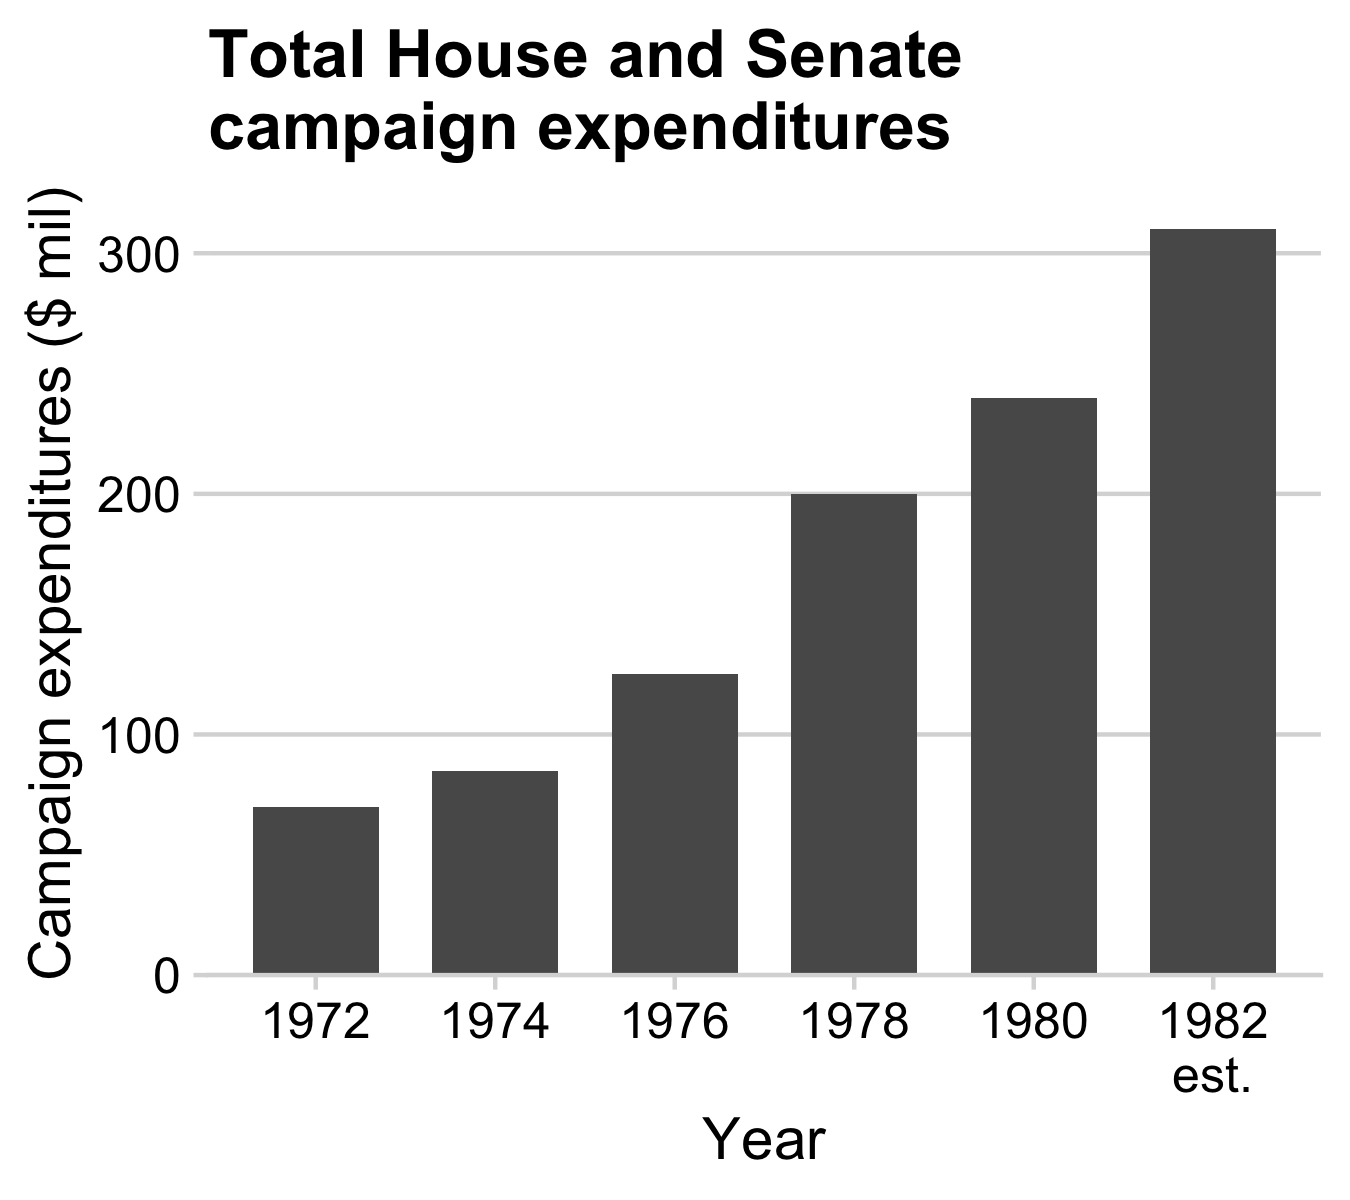 Total House and Senate
campaign expenditures
Campaign expenditures ($ mil)
300
200
100
0
1972 1974 1976 1978 1980 1982
est.
Year